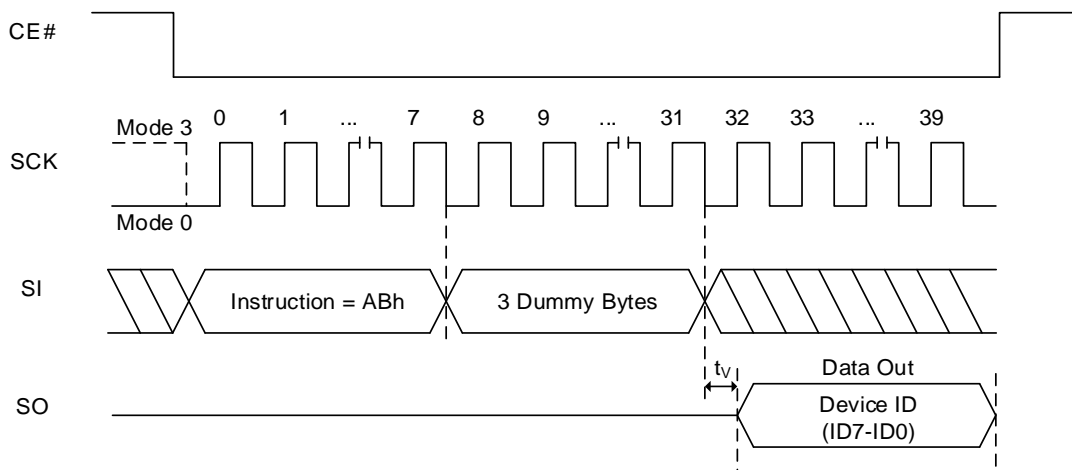 CE#
Mode 3
0 1 ... 7 8 9 ... 31 32 33 ... 39
SCK
Mode 0
SI
Instruction = ABh
3 Dummy Bytes
tV
Data Out
SO
Device ID
(ID7-ID0)